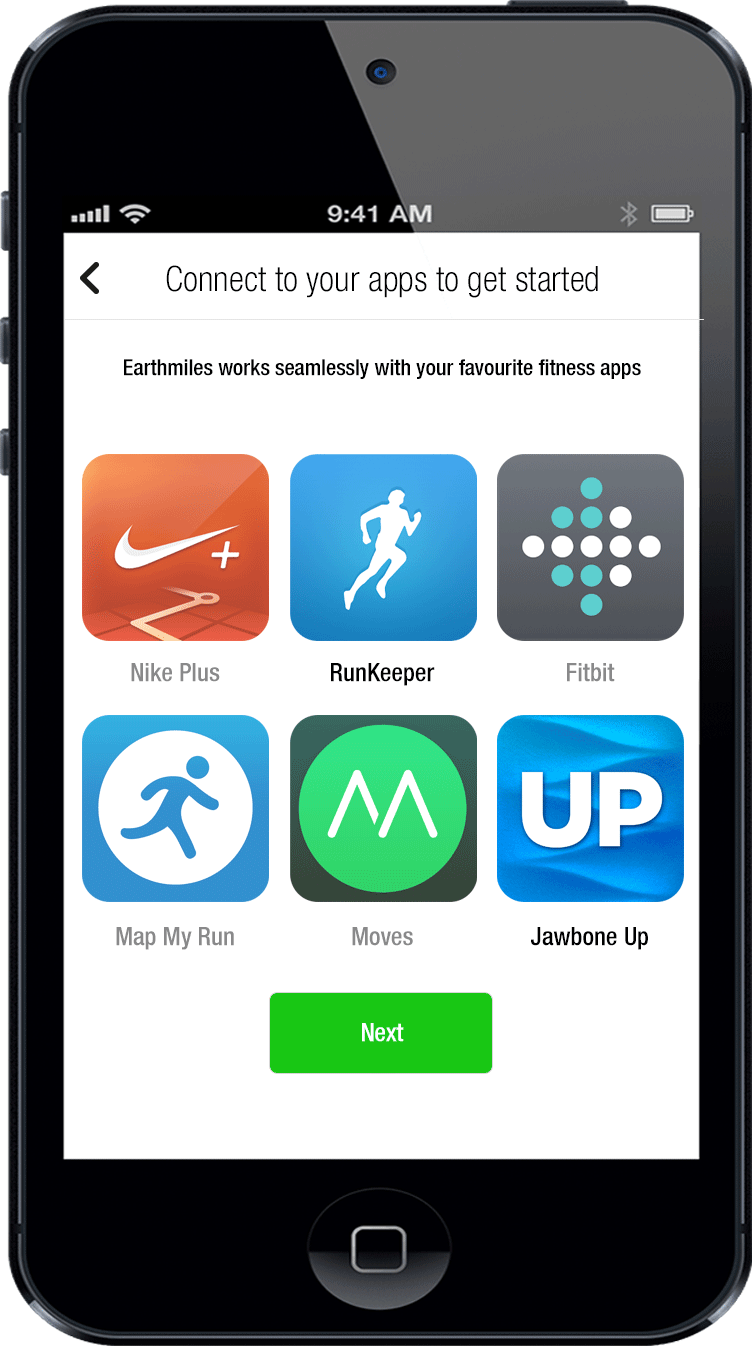 9:41 AM
Connect to your apps to get started
Earthmiles works seamlessly with your favourite fitness apps
Nike Plus
RunKeeper
Fitbit
UP
Map My Run
Moves
Jawbone Up
Next